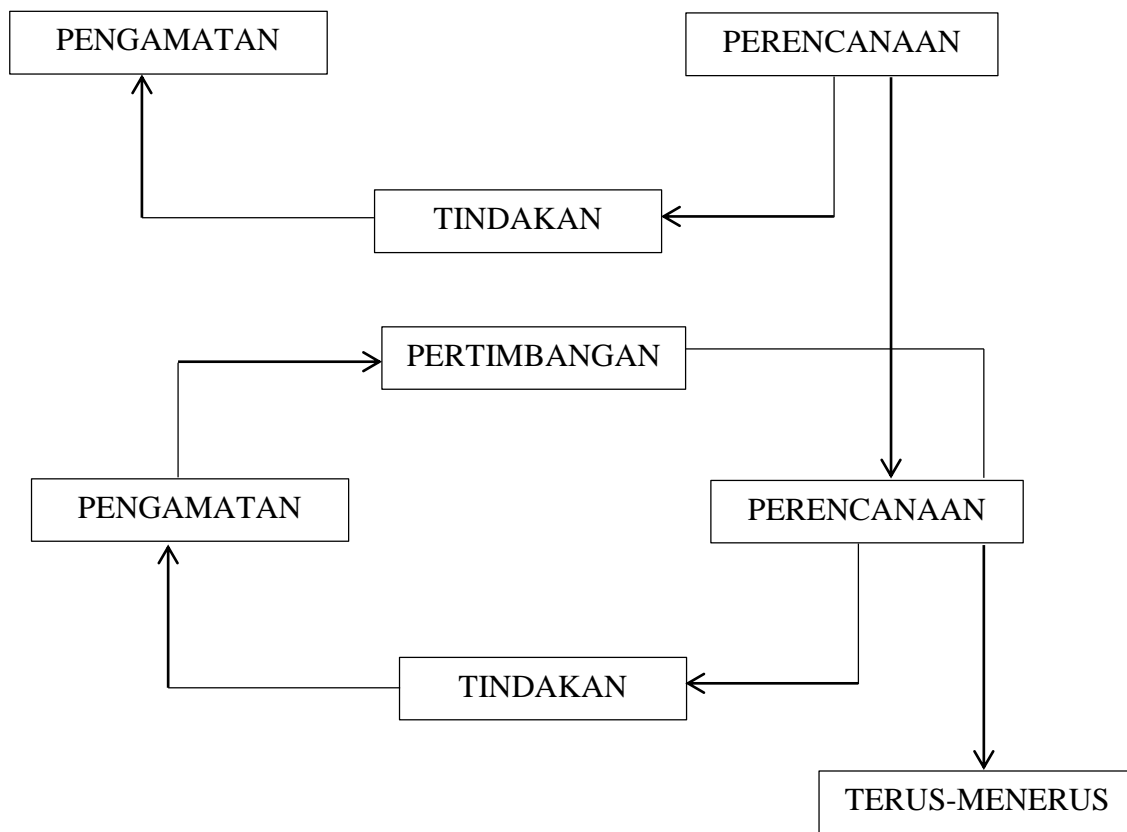 PENGAMATAN
PERENCANAAN
TINDAKAN
PERTIMBANGAN
PENGAMATAN
PERENCANAAN
TINDAKAN
TERUS-MENERUS